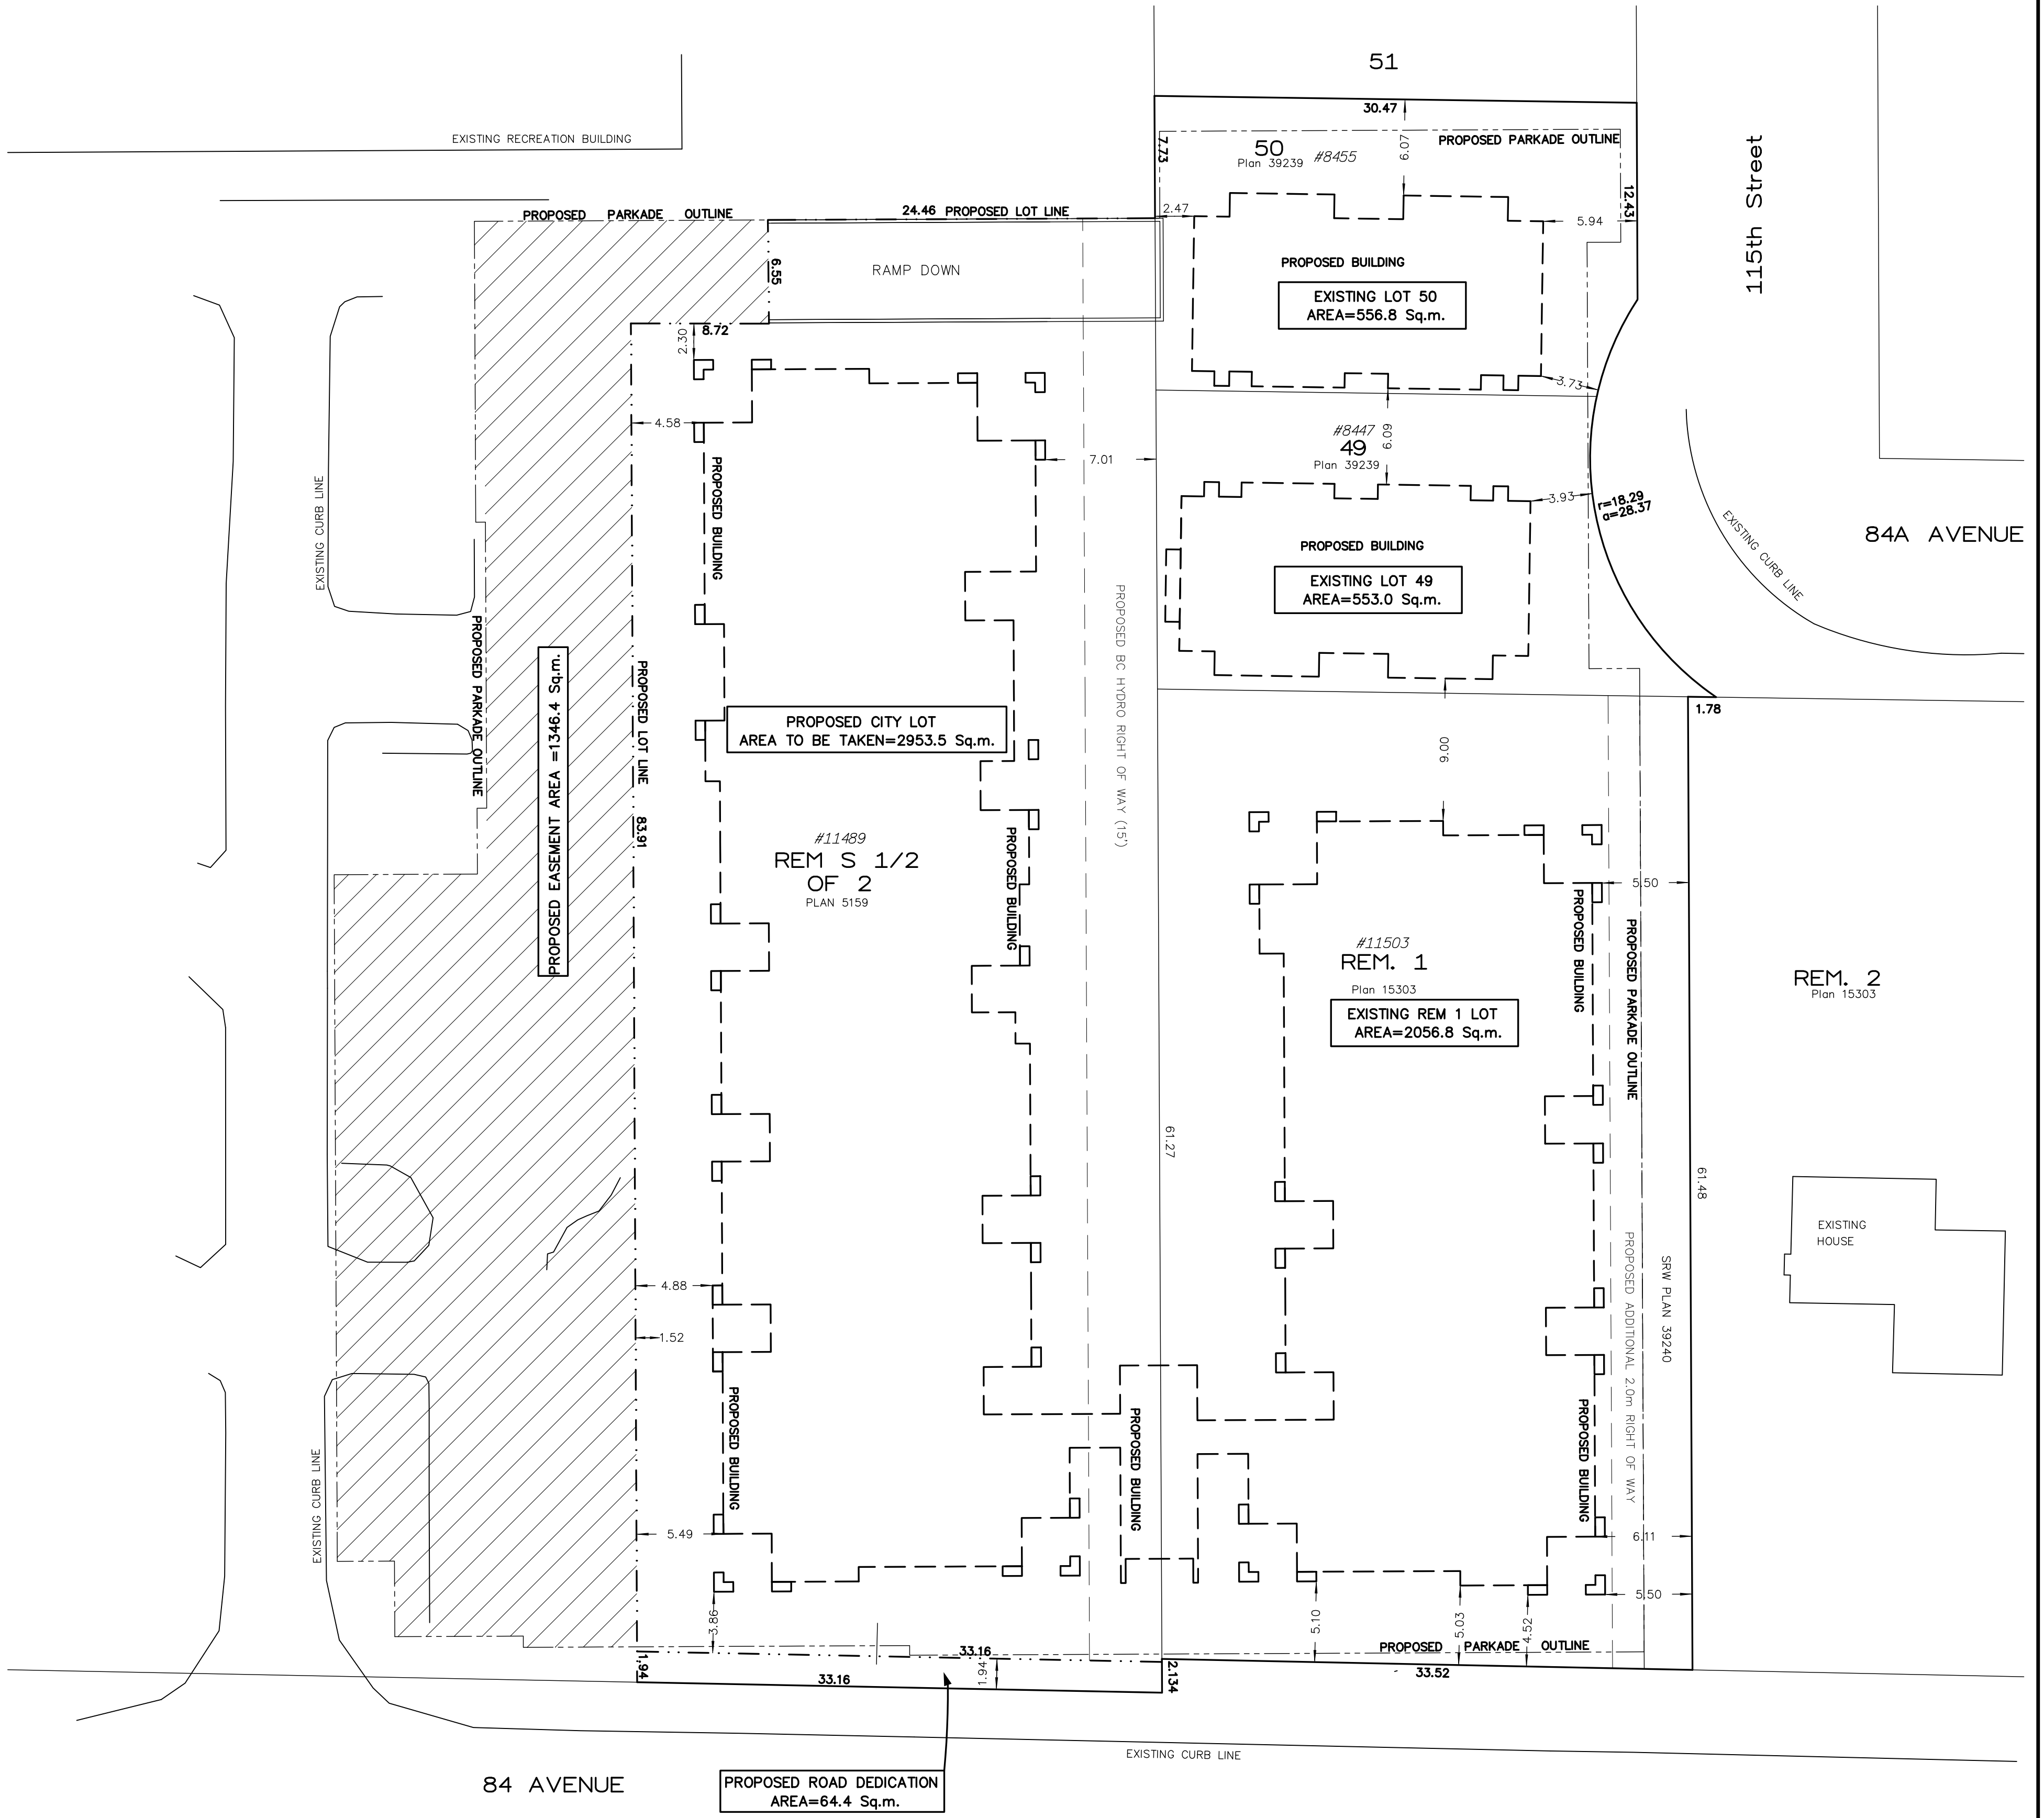 51
30.47
EXISTING RECREATION BUILDING
7.73
50
Plan 39239
#8455
6.07
PROPOSED PARKADE OUTLINE
115th Street
12.43
PROPOSED PARKADE OUTLINE
24.46 PROPOSED LOT LINE
2.47
5.94
6.55
RAMP DOWN
PROPOSED BUILDING
EXISTING LOT 50
AREA=556.8 Sq.m.
8.72
2.30
3.73
4.58
7.01
#8447
49
Plan 39239
6.09
EXISTING CURB LINE
PROPOSED BUILDING
3.93
r=18.29
a=28.37
EXISTING CURB LINE
84A AVENUE
PROPOSED BUILDING
EXISTING LOT 49
AREA=553.0 Sq.m.
PROPOSED BC HYDRO RIGHT OF WAY (15')
PROPOSED PARKADE OUTLINE
PROPOSED EASEMENT AREA =1346.4 Sq.m.
PROPOSED LOT LINE
83.91
PROPOSED CITY LOT
AREA TO BE TAKEN=2953.5 Sq.m.
1.78
6.00
#11489
REM S 1/2
OF 2
PLAN 5159
PROPOSED BUILDING
5.50
PROPOSED BUILDING
PROPOSED PARKADE OUTLINE
#11503
REM. 1
Plan 15303
EXISTING REM 1 LOT
AREA=2056.8 Sq.m.
REM. 2
Plan 15303
61.27
61.48
EXISTING
HOUSE
PROPOSED ADDITIONAL 2.0m RIGHT OF WAY
SRW PLAN 39240
4.88
1.52
PROPOSED BUILDING
PROPOSED BUILDING
PROPOSED BUILDING
EXISTING CURB LINE
5.49
6.11
5.50
3.86
5.10
5.03
4.52
PROPOSED PARKADE OUTLINE
33.16
1.94
1.94
2.134
33.16
33.52
EXISTING CURB LINE
84 AVENUE
PROPOSED ROAD DEDICATION
AREA=64.4 Sq.m.